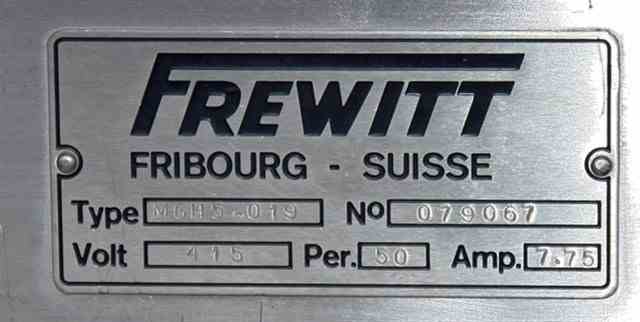 FREWITT
FRIBOURG - SUISSE
Type MGH5-019 Nº 079067
Volt 415 Per. 50 Amp. 7.75